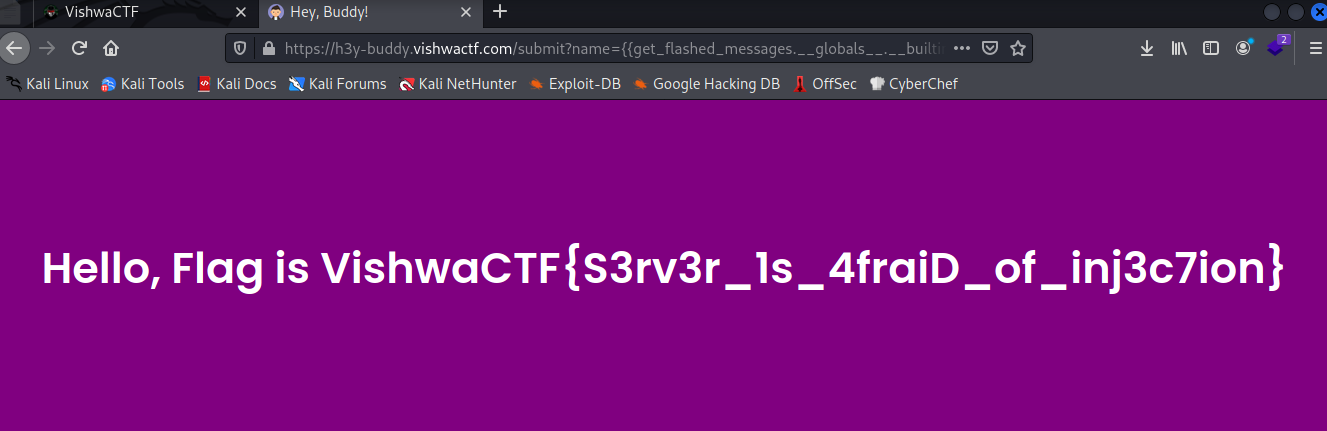 VishwaCTF
Hey, Buddy!
https://h3y-buddy.vishwactf.com/submit?name={{get_flashed_messages.__globals__.__builti
2
Kali Linux
Kali Tools
Kali Docs
Kali Forums
Kali NetHunter
Exploit-DB
Google Hacking DB
OffSec
CyberChef
Hello, Flag is VishwaCTF{S3rv3r_1s_4fraiD_of_inj3c7ion}